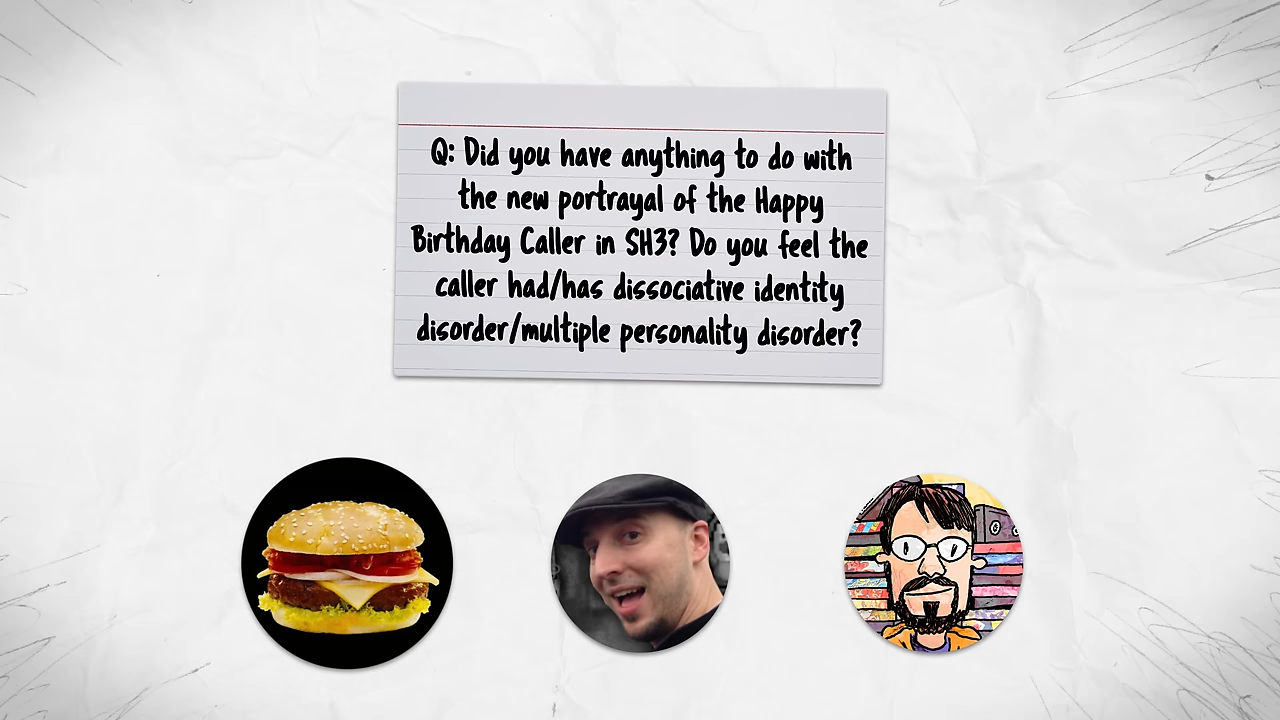 Q: Did you have anything to do with
the new portrayal of the Happy
Birthday Caller in SH3? Do you feel the
caller had/has dissociative identity
disorder/multiple personality disorder?